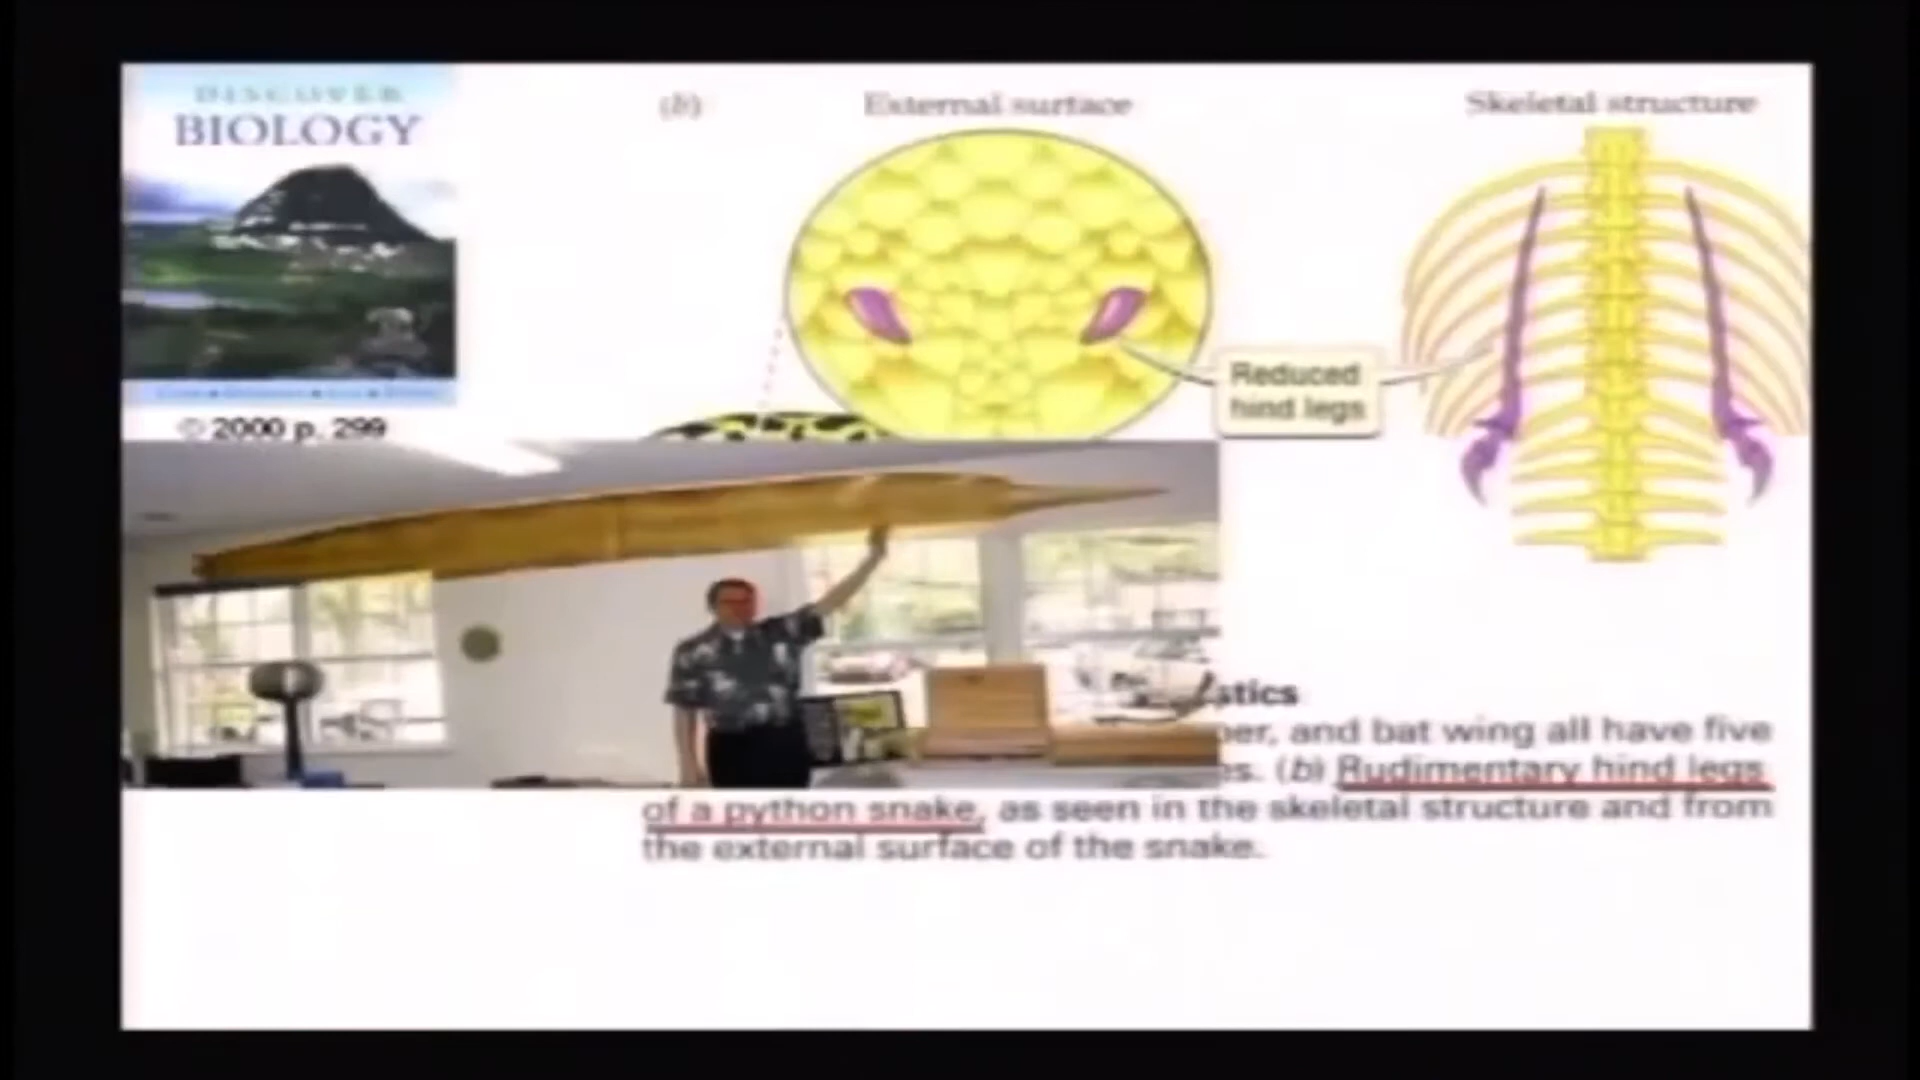 DISCOVER
BIOLOGY
© 2000 p. 299
(b)
External surface
Skeletal structure
Reduced
hind legs
stics
per, and bat wing all have five
es. (b) Rudimentary hind legs
of a python snake, as seen in the skeletal structure and from
the external surface of the snake.